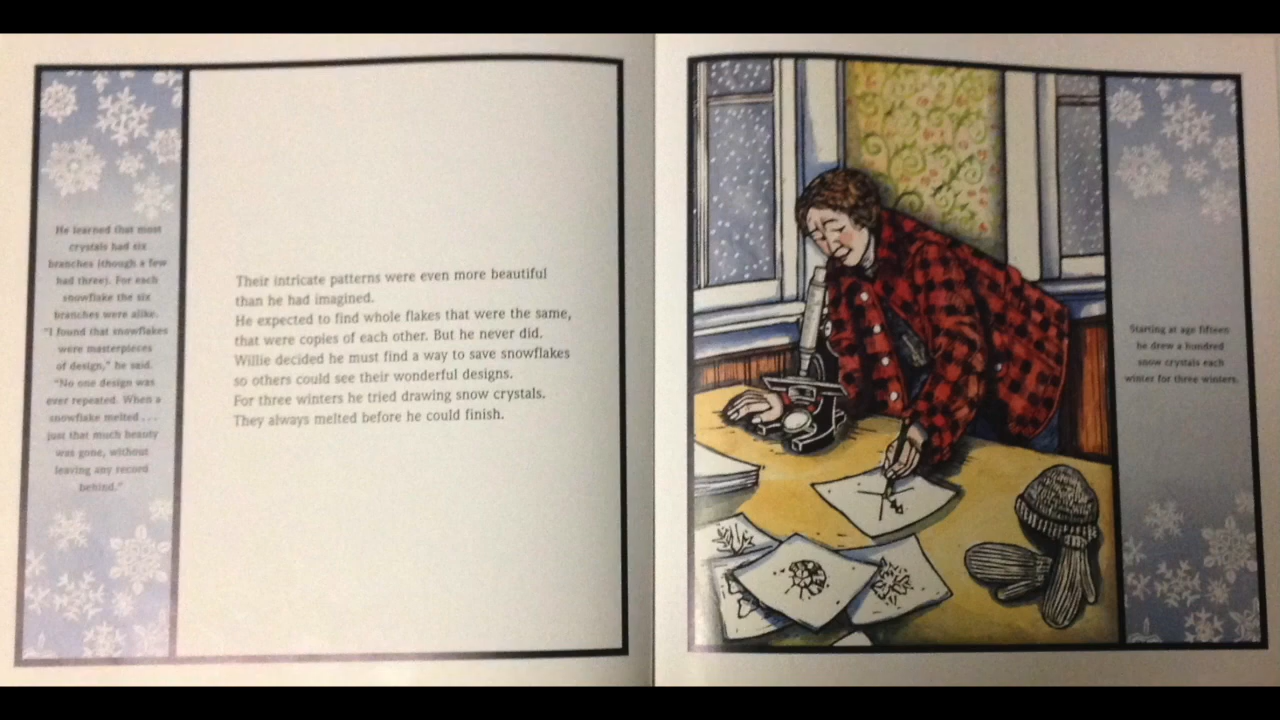 He learned that most
crystals had six
branches (though a few
had three). For each
snowflake the six
branches were alike.
"I found that snowflakes
were masterpieces
of design," he said.
"No one design was
ever repeated. When a
snowflake melted . . .
just that much beauty
was gone, without
leaving any record
behind."
Their intricate patterns were even more beautiful
than he had imagined.
He expected to find whole flakes that were the same,
that were copies of each other. But he never did.
Willie decided he must find a way to save snowflakes
so others could see their wonderful designs.
For three winters he tried drawing snow crystals.
They always melted before he could finish.
Starting at age fifteen
he drew a hundred
snow crystals each
winter for three winters.